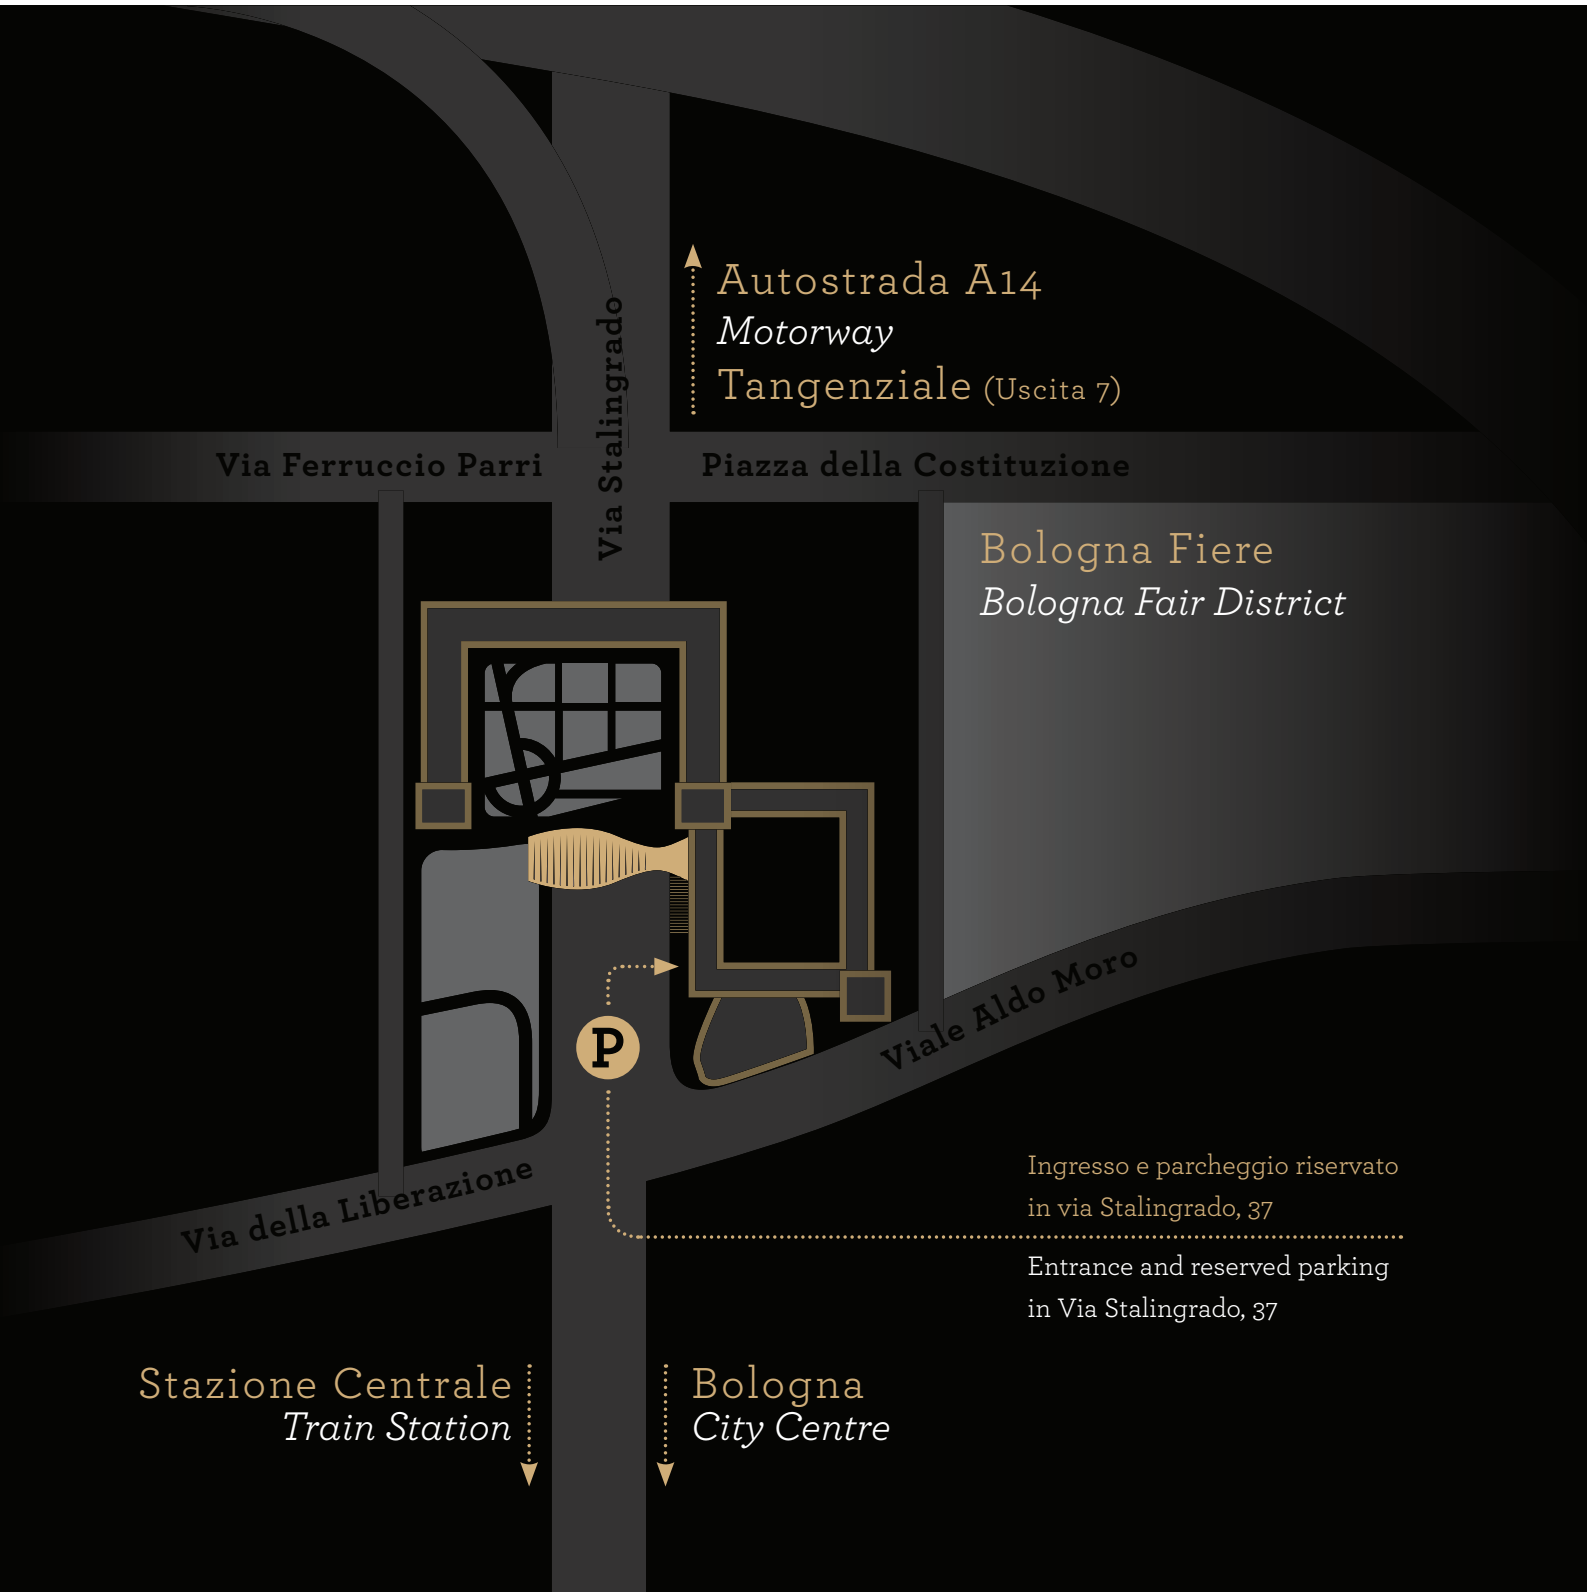 Autostrada A14
Motorway
Tangenziale (Uscita 7)
Via Stalingrado
Via Ferruccio Parri
Piazza della Costituzione
Bologna Fiere
Bologna Fair District
Viale Aldo Moro
P
Via della Liberazione
Ingresso e parcheggio riservato
in via Stalingrado, 37
Entrance and reserved parking
in Via Stalingrado, 37
Stazione Centrale
Train Station
Bologna
City Centre